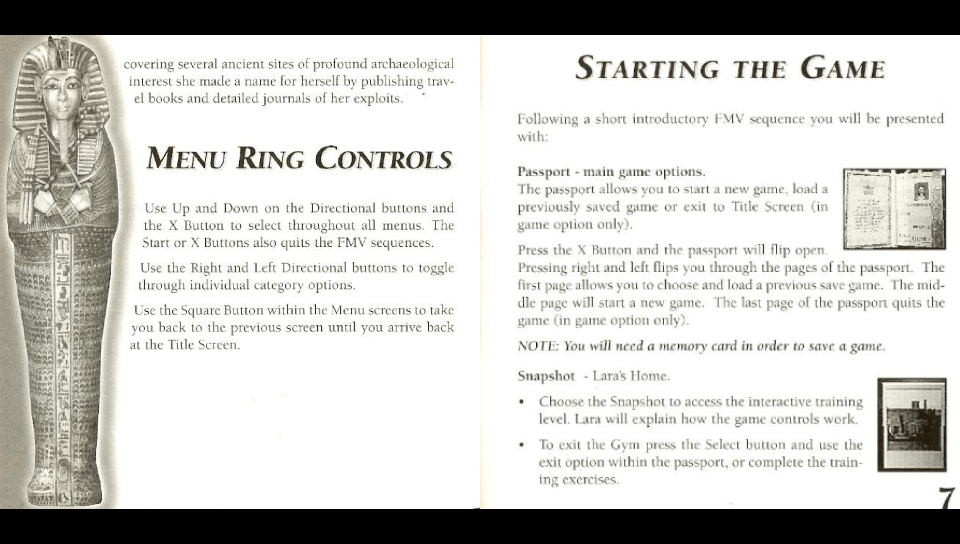 covering several ancient sites of profound archaeological
interest she made a name for herself by publishing trav-
el books and detailed journals of her exploits.
MENU RING CONTROLS
Use Up and Down on the Directional buttons and
the X Button to select throughout all menus. The
Start or X Buttons also quits the FMV sequences.
Use the Right and Left Directional buttons to toggle
through individual category options.
Use the Square Button within the Menu screens to take
you back to the previous screen until you arrive back
at the Title Screen.
STARTING THE GAME
Following a short introductory FMV sequence you will be presented
with:
Passport - main game options.
The passport allows you to start a new game, load a
previously saved game or exit to Title Screen (in
game option only).
Press the X Button and the passport will flip open.
Pressing right and left flips you through the pages of the passport. The
first page allows you to choose and load a previous save game. The mid-
dle page will start a new game. The last page of the passport quits the
game (in game option only).
NOTE: You will need a memory card in order to save a game.
Snapshot - Lara's Home.
• Choose the Snapshot to access the interactive training
level. Lara will explain how the game controls work.
• To exit the Gym press the Select button and use the
exit option within the passport, or complete the train-
ing exercises.
7